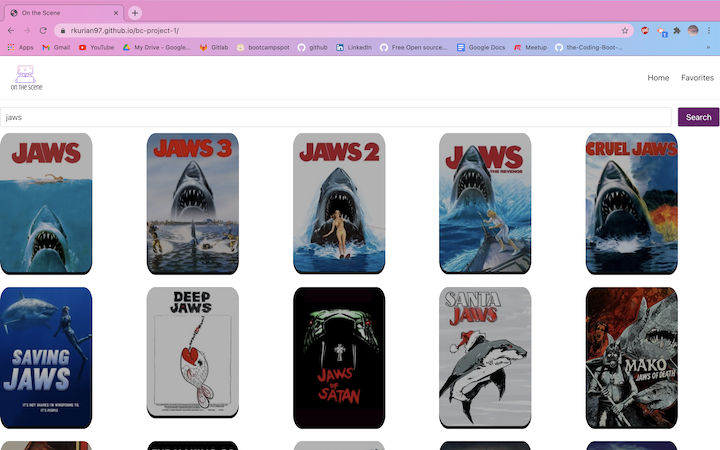 On the Scene
rkurian97.github.io/bc-project-1/
Apps
Gmail
YouTube
My Drive - Google...
Gitlab
bootcampspot
github
LinkedIn
Free Open source...
Google Docs
Meetup
the-Coding-Boot-...
»
on the scene
Home
Favorites
jaws
Search
JAWS
JAWS 3
JAWS 2
JAWS
THE REVENGE
CRUEL JAWS
SAVING
JAWS
IT'S NOT SHARKS I'M WHISPERING TO,
IT'S PEOPLE
DEEP
JAWS
JAWS
OF
SATAN
SANTA
JAWS
MAKO
JAWS OF DEATH